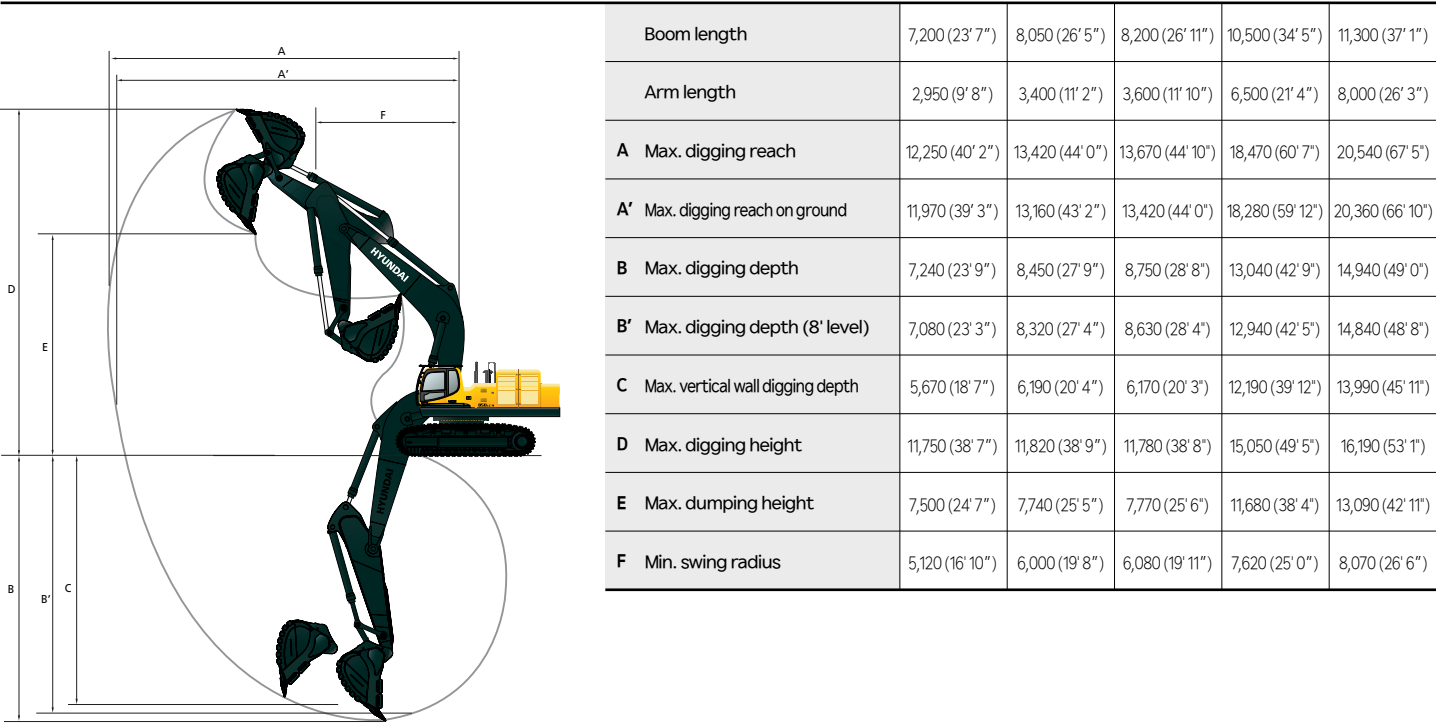 A
A'
F
D
E
HYUNDAI
HYUNDAI
B
B'
C
Boom length 7,200 (23' 7") 8,050 (26' 5") 8,200 (26' 11") 10,500 (34' 5") 11,300 (37' 1")
Arm length 2,950 (9' 8") 3,400 (11' 2") 3,600 (11' 10") 6,500 (21' 4") 8,000 (26' 3")
A Max. digging reach 12,250 (40' 2") 13,420 (44' 0") 13,670 (44' 10") 18,470 (60' 7") 20,540 (67' 5")
A' Max. digging reach on ground 11,970 (39' 3") 13,160 (43' 2") 13,420 (44' 0") 18,280 (59' 12") 20,360 (66' 10")
B Max. digging depth 7,240 (23' 9") 8,450 (27' 9") 8,750 (28' 8") 13,040 (42' 9") 14,940 (49' 0")
B' Max. digging depth (8' level) 7,080 (23' 3") 8,320 (27' 4") 8,630 (28' 4") 12,940 (42' 5") 14,840 (48' 8")
C Max. vertical wall digging depth 5,670 (18' 7") 6,190 (20' 4") 6,170 (20' 3") 12,190 (39' 12") 13,990 (45' 11")
D Max. digging height 11,750 (38' 7") 11,820 (38' 9") 11,780 (38' 8") 15,050 (49' 5") 16,190 (53' 1")
E Max. dumping height 7,500 (24' 7") 7,740 (25' 5") 7,770 (25' 6") 11,680 (38' 4") 13,090 (42' 11")
F Min. swing radius 5,120 (16' 10") 6,000 (19' 8") 6,080 (19' 11") 7,620 (25' 0") 8,070 (26' 6")